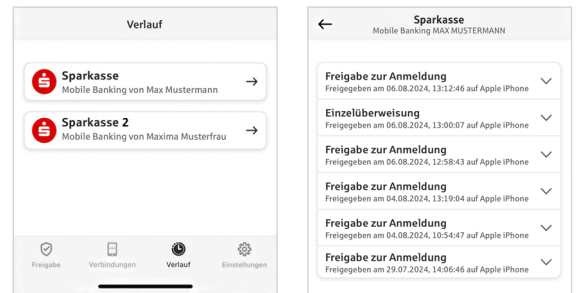 Verlauf
Sparkasse
Mobile Banking von Max Mustermann
Sparkasse 2
Mobile Banking von Maxima Musterfrau
Freigabe
Verbindungen
Verlauf
Einstellungen
Sparkasse
Mobile Banking MAX MUSTERMANN
Freigabe zur Anmeldung
Freigegeben am 06.08.2024, 13:12:46 auf Apple iPhone
Einzelüberweisung
Freigegeben am 06.08.2024, 13:00:07 auf Apple iPhone
Freigabe zur Anmeldung
Freigegeben am 06.08.2024, 12:58:43 auf Apple iPhone
Freigabe zur Anmeldung
Freigegeben am 04.08.2024, 13:19:04 auf Apple iPhone
Freigabe zur Anmeldung
Freigegeben am 04.08.2024, 10:54:47 auf Apple iPhone
Freigabe zur Anmeldung
Freigegeben am 29.07.2024, 14:06:46 auf Apple iPhone